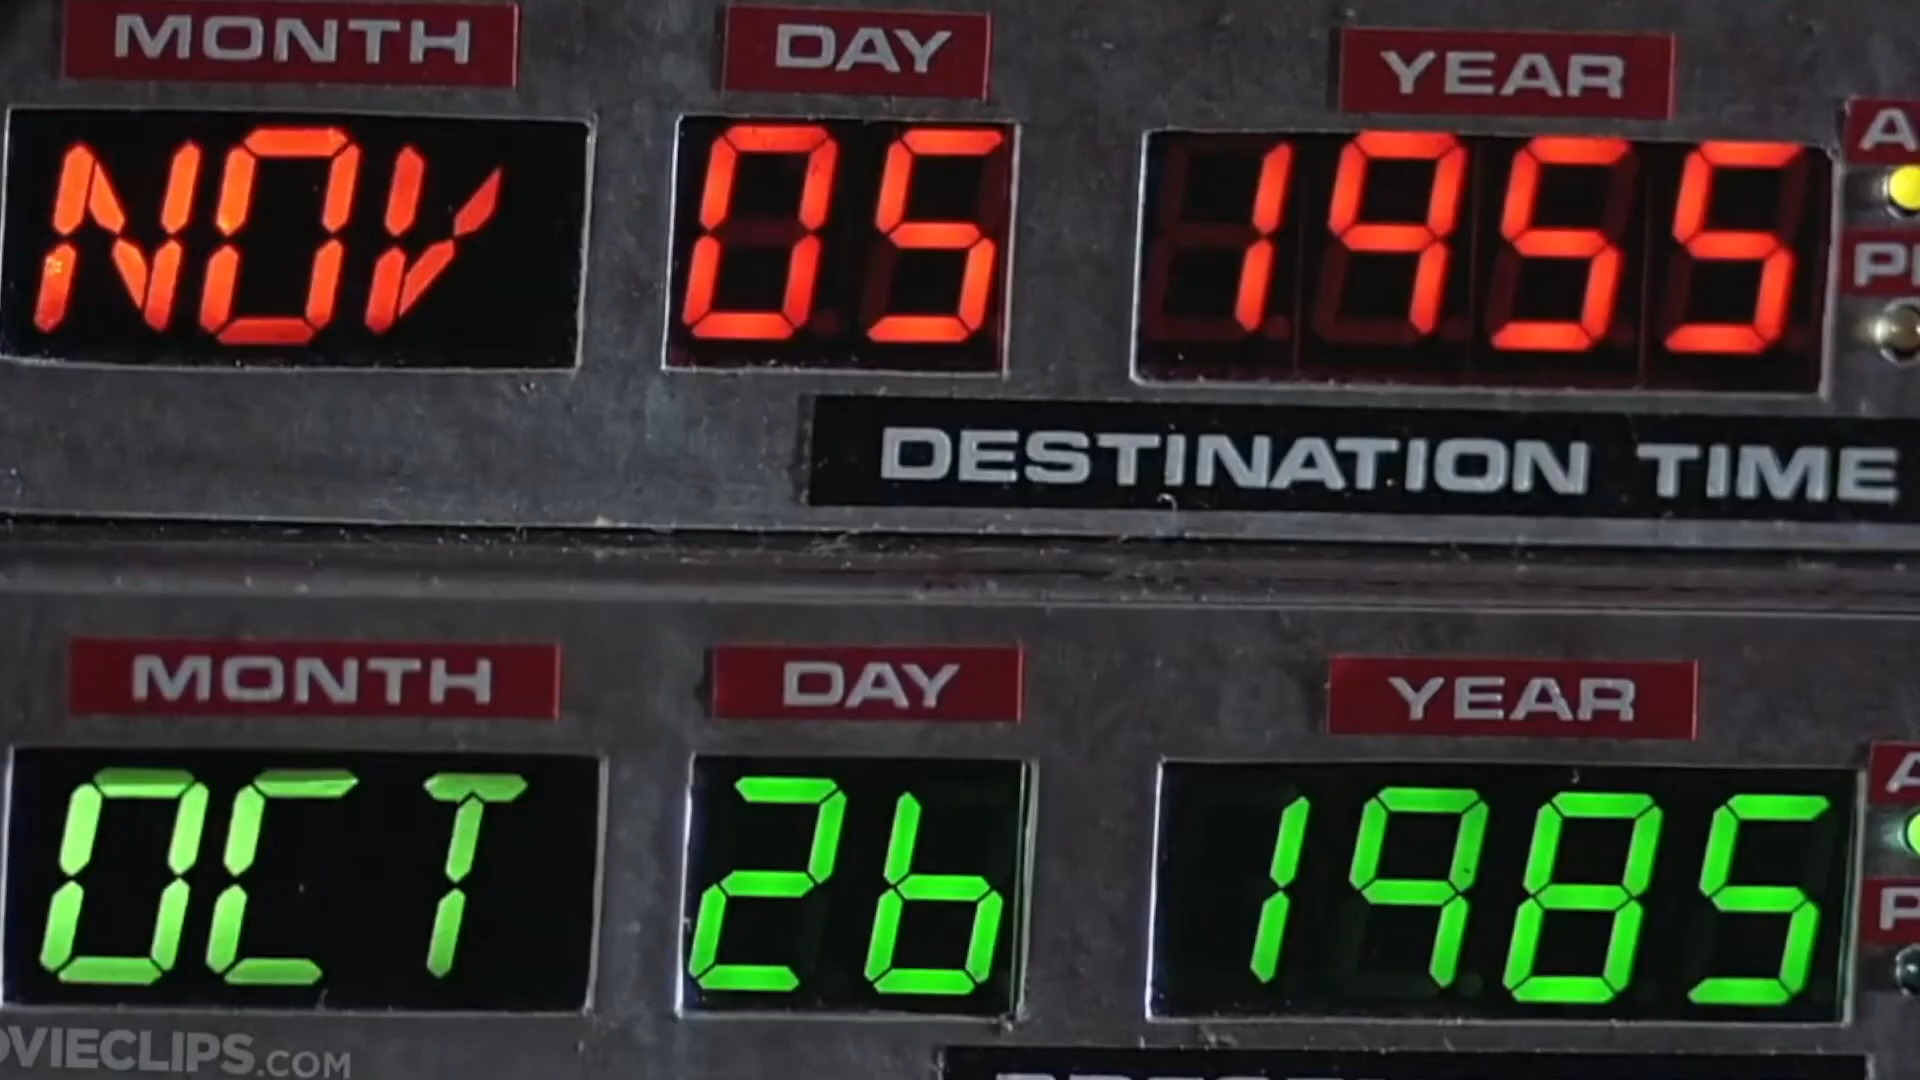 MONTH DAY YEAR
NOV 05 1955
DESTINATION TIME
MONTH DAY YEAR
OCT 26 1985
OVIECLIPS.COM